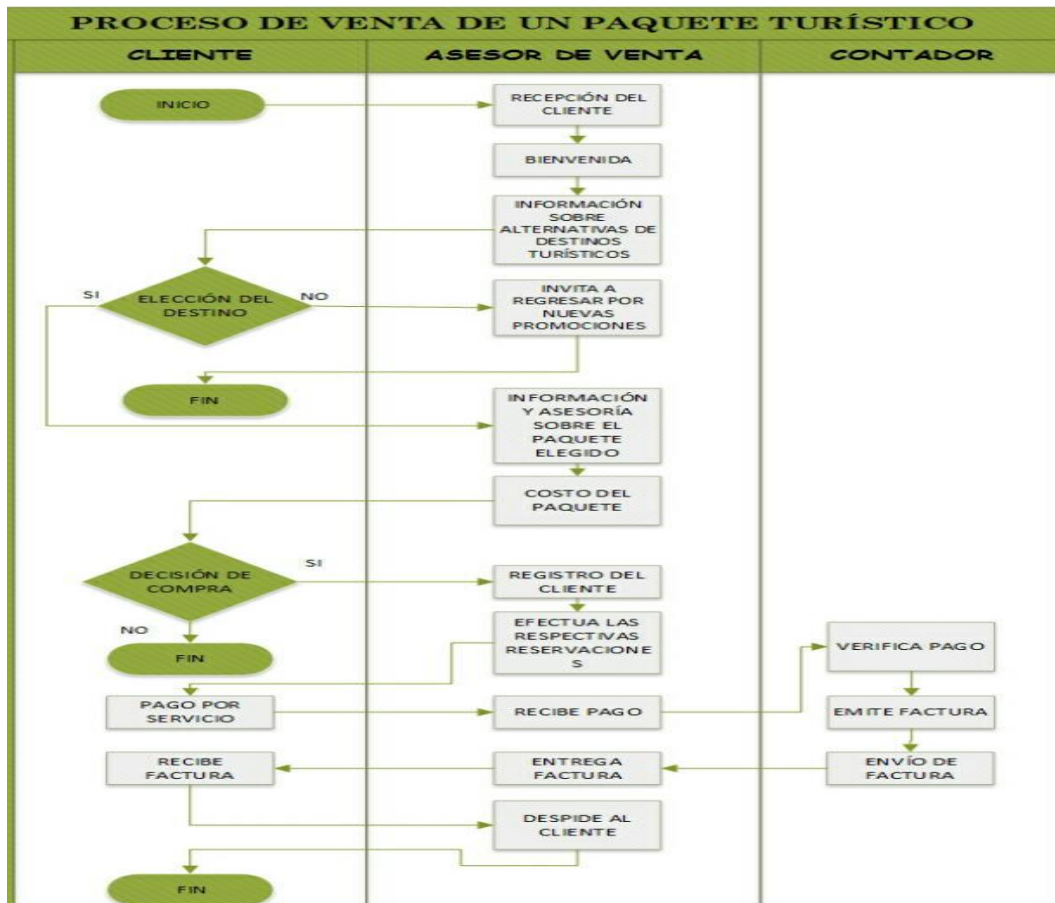 PROCESO DE VENTA DE UN PAQUETE TURÍSTICO
CLIENTE
ASESOR DE VENTA
CONTADOR
INICIO
RECEPCIÓN DEL
CLIENTE
BIENVENIDA
INFORMACIÓN
SOBRE
ALTERNATIVAS DE
DESTINOS
TURÍSTICOS
SI
ELECCIÓN DEL
DESTINO
NO
INVITA A
REGRESAR POR
NUEVAS
PROMOCIONES
FIN
INFORMACIÓN
Y ASESORÍA
SOBRE EL
PAQUETE
ELEGIDO
COSTO DEL
PAQUETE
DECISIÓN DE
COMPRA
SI
REGISTRO DEL
CLIENTE
NO
FIN
EFECTUA LAS
RESPECTIVAS
RESERVACIONE
S
VERIFICA PAGO
PAGO POR
SERVICIO
RECIBE PAGO
EMITE FACTURA
RECIBE
FACTURA
ENTREGA
FACTURA
ENVÍO DE
FACTURA
DESPIDE AL
CLIENTE
FIN